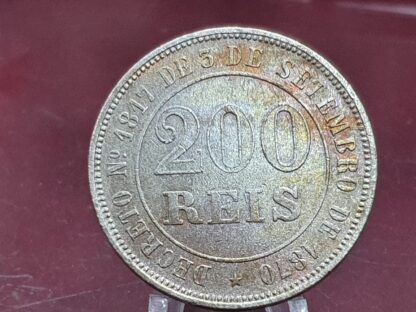 DECRETO Nº 1817 DE 3 DE SETEMBRO DE 1870
200
REIS